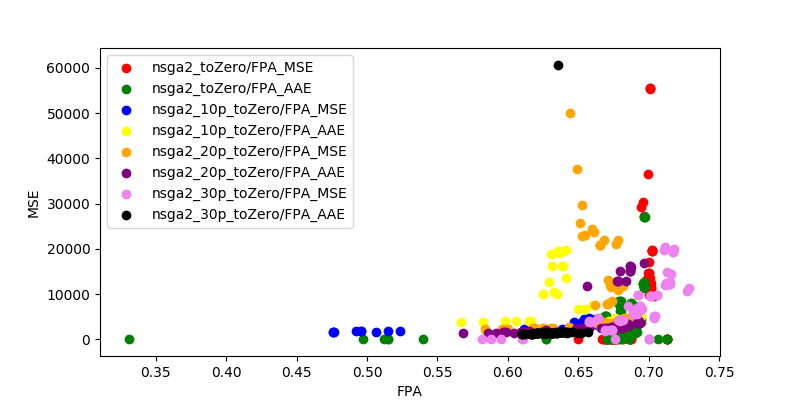 60000
50000
40000
30000
20000
10000
0
MSE
nsga2_toZero/FPA_MSE
nsga2_toZero/FPA_AAE
nsga2_10p_toZero/FPA_MSE
nsga2_10p_toZero/FPA_AAE
nsga2_20p_toZero/FPA_MSE
nsga2_20p_toZero/FPA_AAE
nsga2_30p_toZero/FPA_MSE
nsga2_30p_toZero/FPA_AAE
0.35 0.40 0.45 0.50 0.55 0.60 0.65 0.70 0.75
FPA